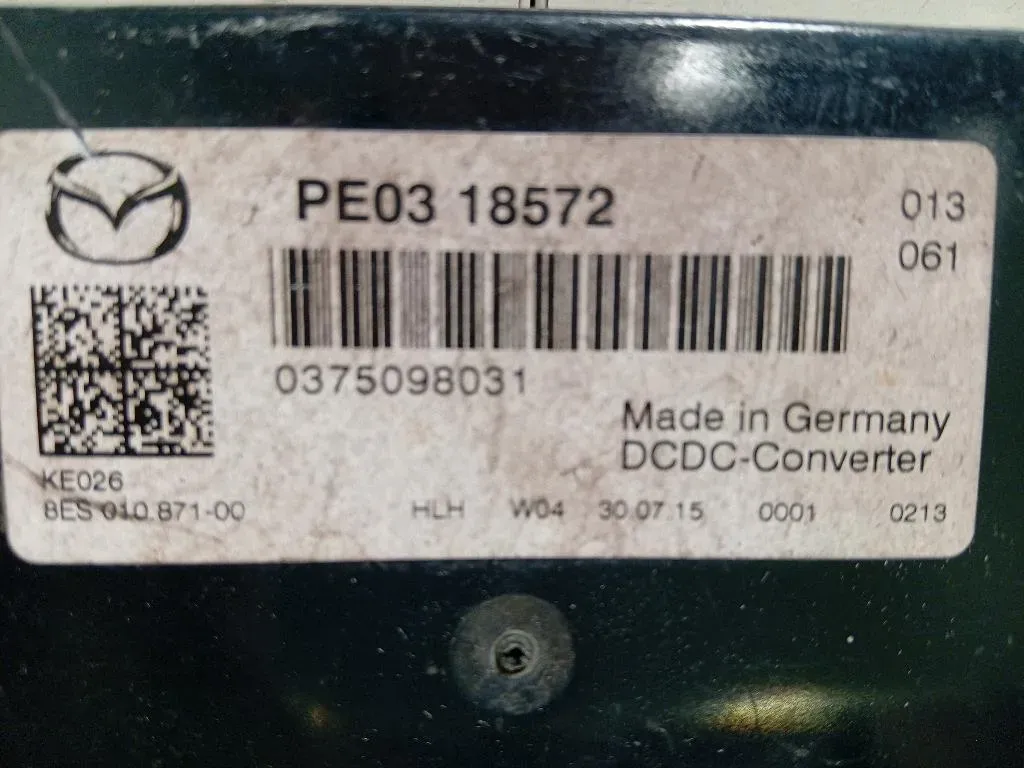 PE03 18572
013
061
0375098031
Made in Germany
DCDC-Converter
KE026
8ES 010.871-00 HLH W04 30.07.15 0001 0213